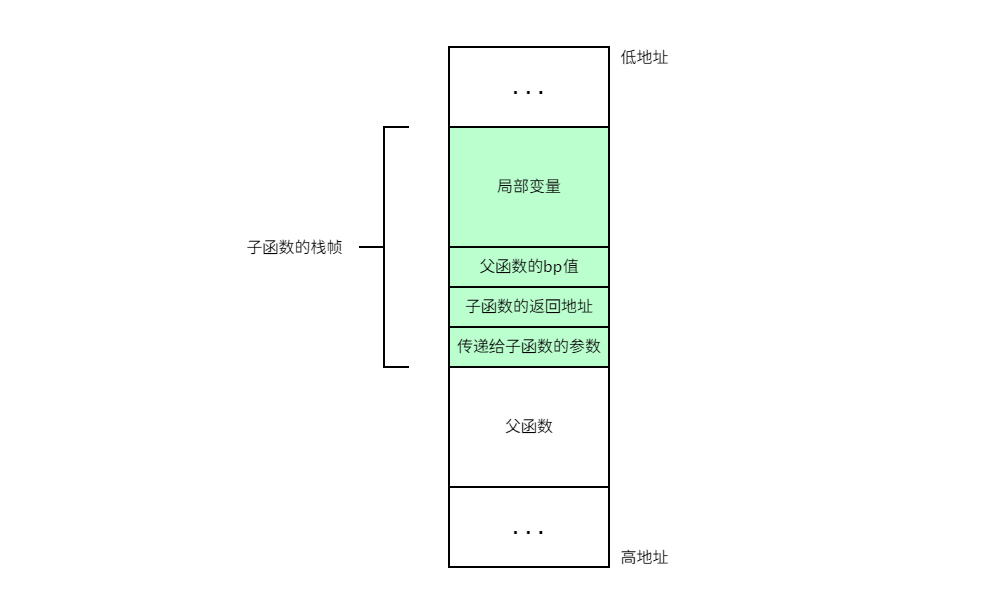 低地址
...
局部变量
子函数的栈帧
父函数的bp值
子函数的返回地址
传递给子函数的参数
父函数
...
高地址